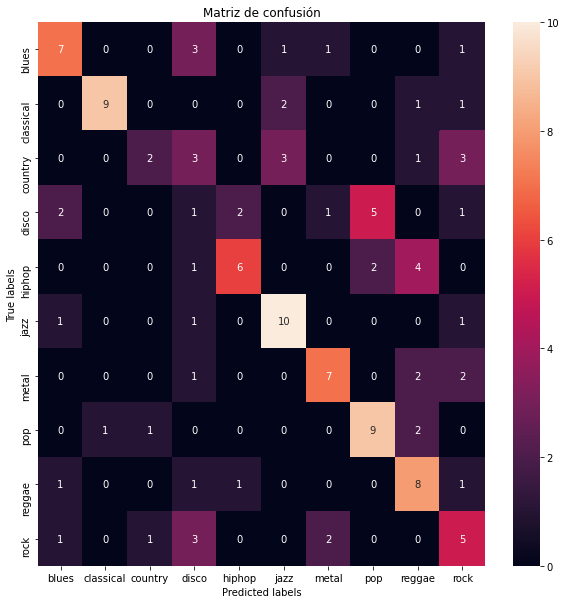 Matriz de confusión
blues 7 0 0 3 0 1 1 0 0 1
classical 0 9 0 0 0 2 0 0 1 1
country 0 0 2 3 0 3 0 0 1 3
disco 2 0 0 1 2 0 1 5 0 1
hiphop 0 0 0 1 6 0 0 2 4 0
jazz 1 0 0 1 0 10 0 0 0 1
metal 0 0 0 1 0 0 7 0 2 2
pop 0 1 1 0 0 0 0 9 2 0
reggae 1 0 0 1 1 0 0 0 8 1
rock 1 0 1 3 0 0 2 0 0 5
blues classical country disco hiphop jazz metal pop reggae rock
Predicted labels
True labels
10
8
6
4
2
0